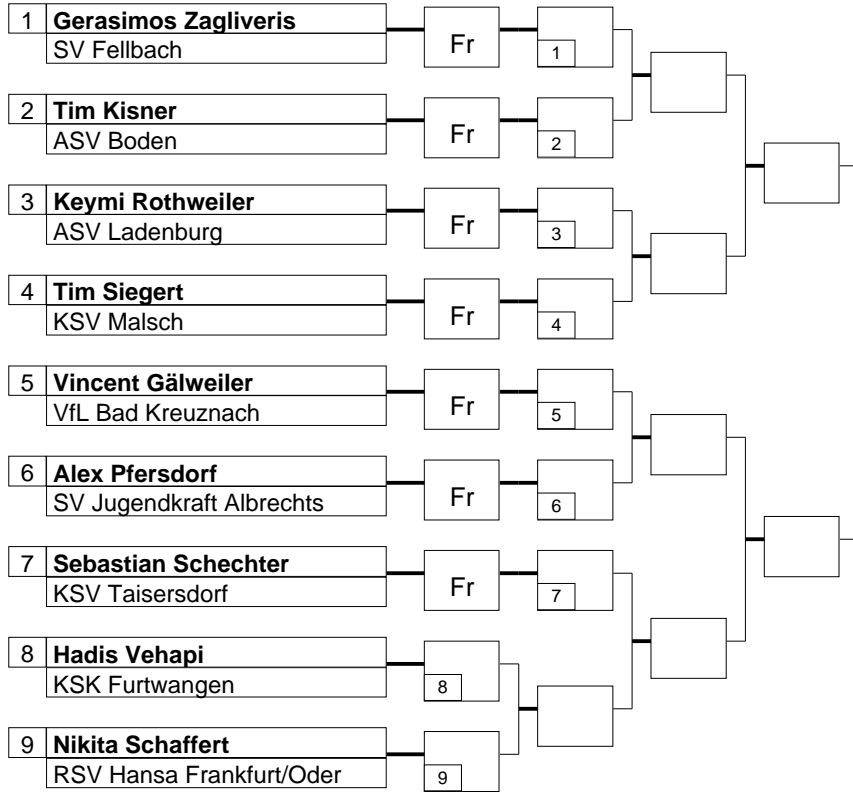 1 Gerasimos Zagliveris
SV Fellbach
Fr
1
2 Tim Kisner
ASV Boden
Fr
2
3 Keymi Rothweiler
ASV Ladenburg
Fr
3
4 Tim Siegert
KSV Malsch
Fr
4
5 Vincent Gälweiler
VfL Bad Kreuznach
Fr
5
6 Alex Pfersdorf
SV Jugendkraft Albrechts
Fr
6
7 Sebastian Schechter
KSV Taisersdorf
Fr
7
8 Hadis Vehapi
KSK Furtwangen
8
9 Nikita Schaffert
RSV Hansa Frankfurt/Oder
9